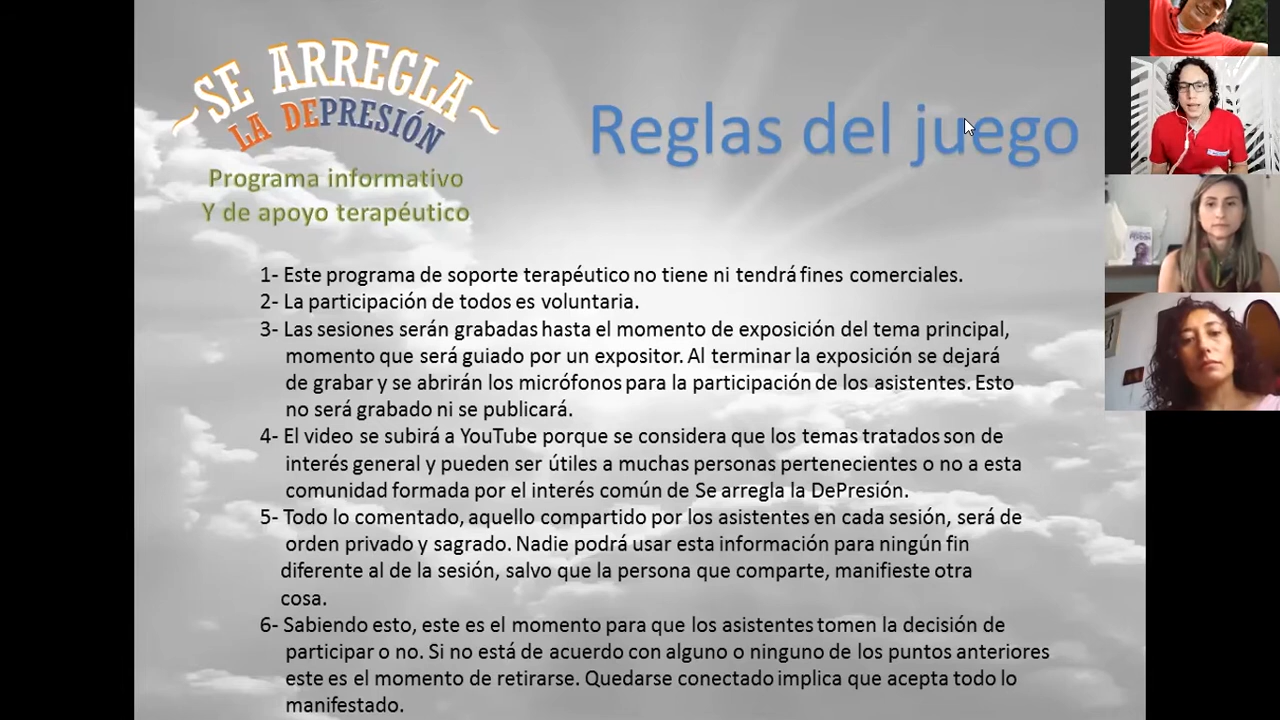 SE ARREGLA
LA DEPRESIÓN
Programa informativo
Y de apoyo terapéutico
Reglas del juego
1- Este programa de soporte terapéutico no tiene ni tendrá fines comerciales.
2- La participación de todos es voluntaria.
3- Las sesiones serán grabadas hasta el momento de exposición del tema principal,
momento que será guiado por un expositor. Al terminar la exposición se dejará
de grabar y se abrirán los micrófonos para la participación de los asistentes. Esto
no será grabado ni se publicará.
4- El video se subirá a YouTube porque se considera que los temas tratados son de
interés general y pueden ser útiles a muchas personas pertenecientes o no a esta
comunidad formada por el interés común de Se arregla la DePresión.
5- Todo lo comentado, aquello compartido por los asistentes en cada sesión, será de
orden privado y sagrado. Nadie podrá usar esta información para ningún fin
diferente al de la sesión, salvo que la persona que comparte, manifieste otra
cosa.
6- Sabiendo esto, este es el momento para que los asistentes tomen la decisión de
participar o no. Si no está de acuerdo con alguno o ninguno de los puntos anteriores
este es el momento de retirarse. Quedarse conectado implica que acepta todo lo
manifestado.